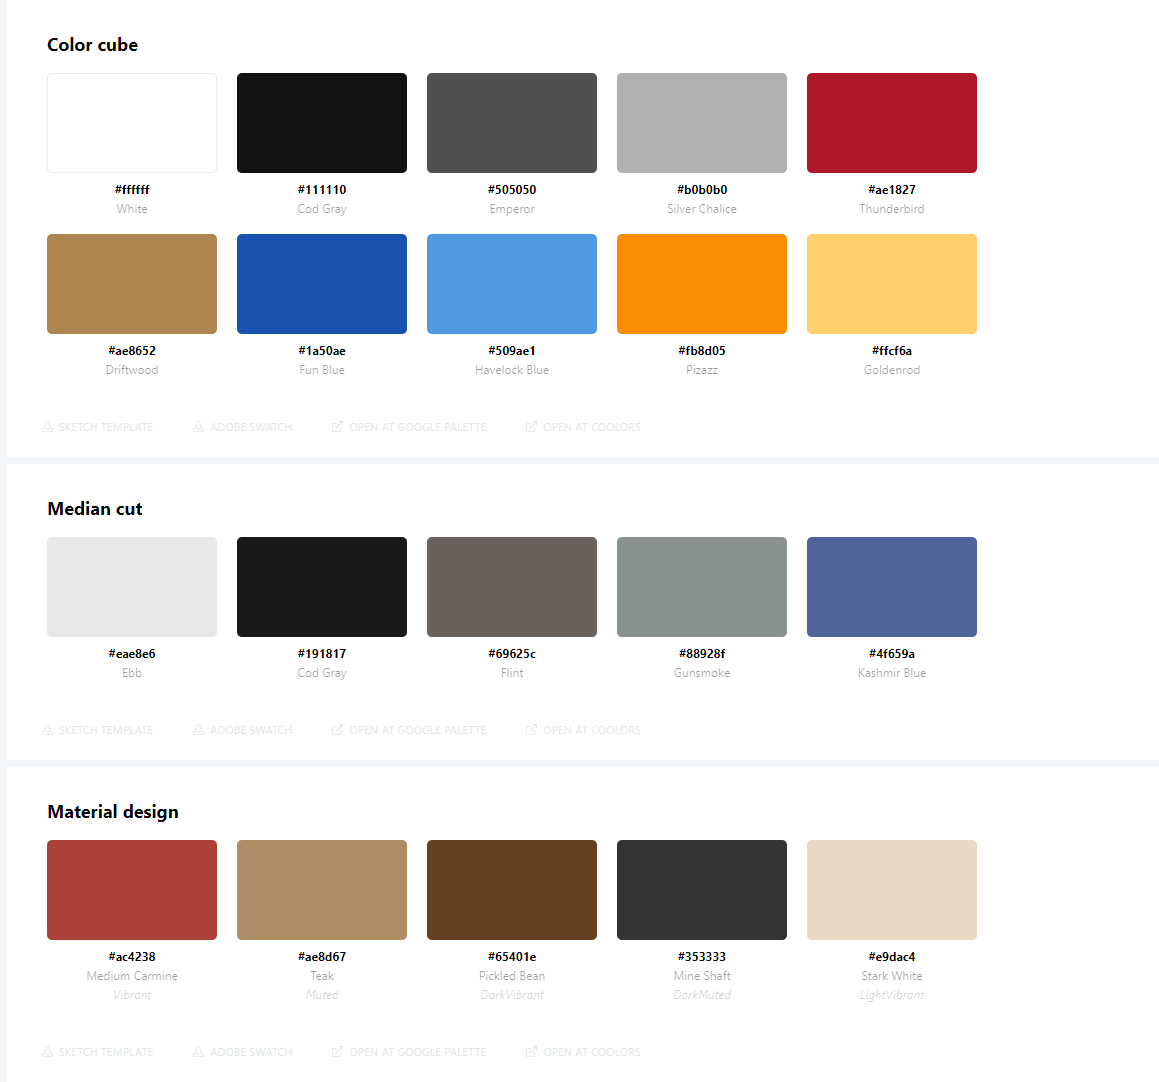 Color cube
#ffffff #111110 #505050 #b0b0b0 #ae1827
White Cod Gray Emperor Silver Chalice Thunderbird
#ae8652 #1a50ae #509ae1 #fb8d05 #ffcf6a
Driftwood Fun Blue Havelock Blue Pizazz Goldenrod
SKETCH TEMPLATE ADOBE SWATCH OPEN AT GOOGLE PALETTE OPEN AT COOLORS
Median cut
#eae8e6 #191817 #69625c #88928f #4f659a
Ebb Cod Gray Flint Gunsmoke Kashmir Blue
SKETCH TEMPLATE ADOBE SWATCH OPEN AT GOOGLE PALETTE OPEN AT COOLORS
Material design
#ac4238 #ae8d67 #65401e #353333 #e9dac4
Medium Carmine Teak Pickled Bean Mine Shaft Stark White
Vibrant Muted DarkVibrant DarkMuted LightVibrant
SKETCH TEMPLATE ADOBE SWATCH OPEN AT GOOGLE PALETTE OPEN AT COOLORS